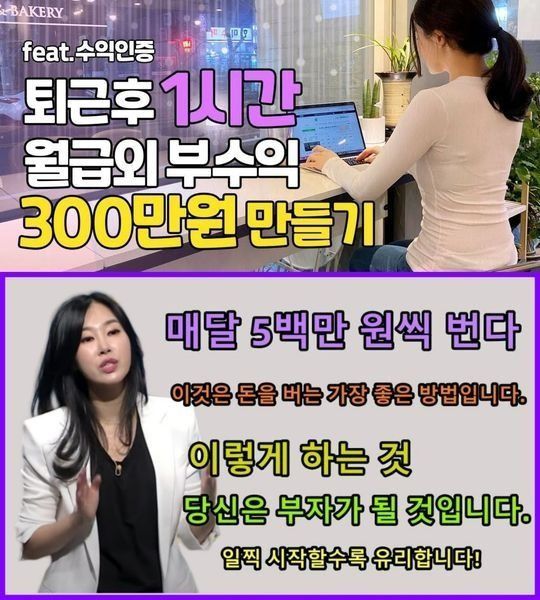 & BAKERY
feat.수익인증
퇴근후 1시간
월급외 부수익
300만원 만들기
매달 5백만 원씩 번다
이것은 돈을 버는 가장 좋은 방법입니다.
이렇게 하는 것
당신은 부자가 될 것입니다.
일찍 시작할수록 유리합니다!